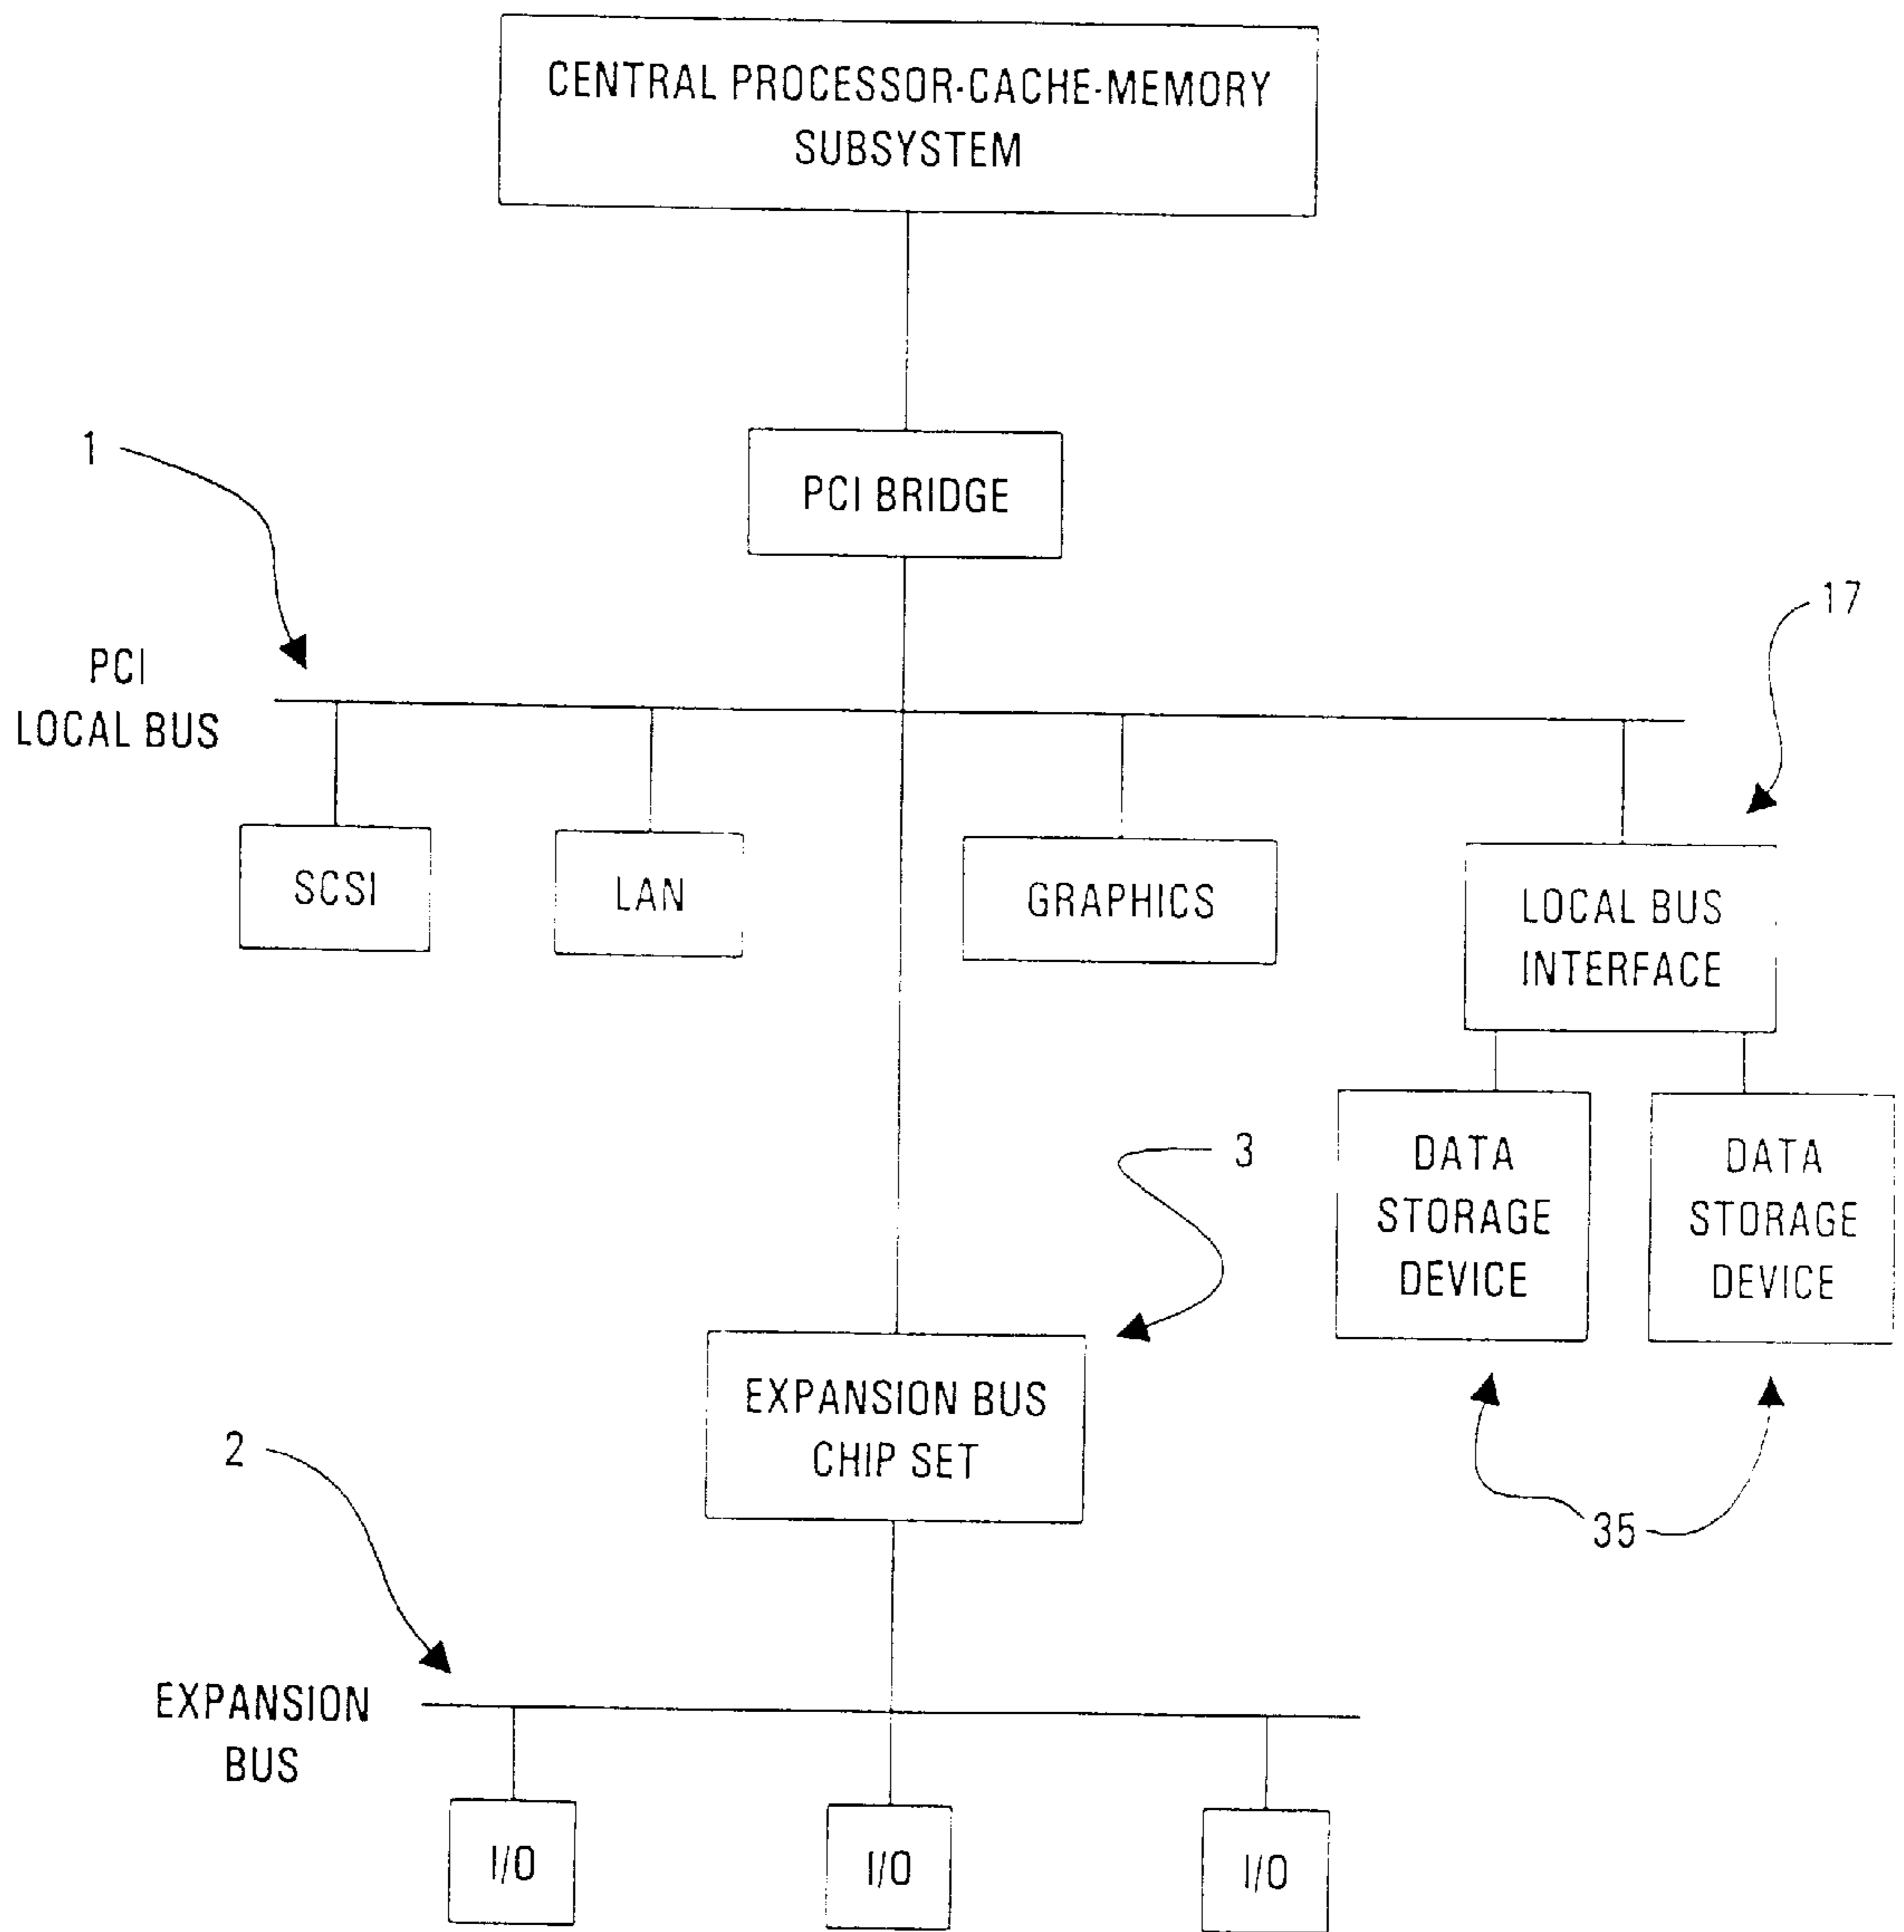 CENTRAL PROCESSOR-CACHE-MEMORY
SUBSYSTEM
1
PCI BRIDGE
17
PCI
LOCAL BUS
SCSI
LAN
GRAPHICS
LOCAL BUS
INTERFACE
3
DATA
STORAGE
DEVICE
DATA
STORAGE
DEVICE
EXPANSION BUS
CHIP SET
2
35
EXPANSION
BUS
I/O
I/O
I/O